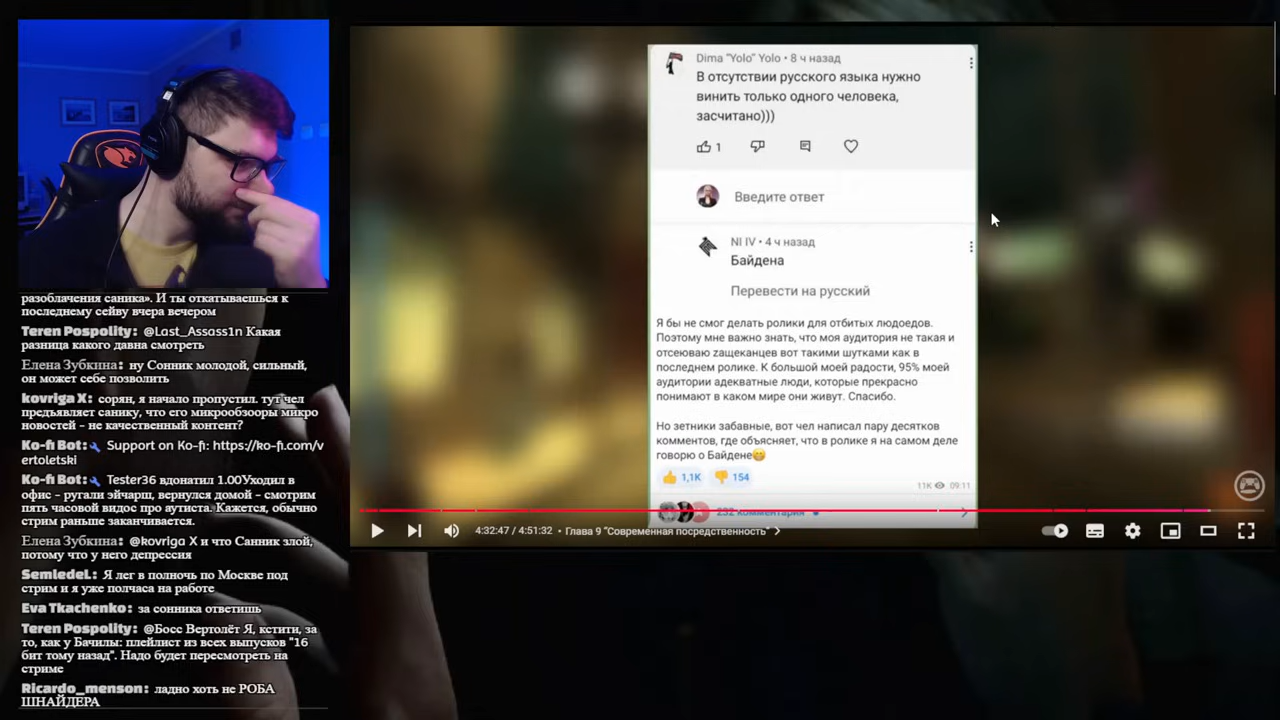 разоблачения саника». И ты откатываешься к
последнему сейву вчера вечером
Teren Pospolity: @Last_Assass1n Какая
разница какого давна смотреть
Елена Зубкина: ну Сонник молодой, сильный,
он может себе позволить
kovriga X: сорян, я начало пропустил. тут чел
предъявляет санику, что его микрообзооры микро
новостей - не качественный контент?
Ko-fi Bot: Support on Ko-fi: https://ko-fi.com/v
ertoletski
Ko-fi Bot: Tester36 вдонатил 1.00Уходил в
офис - ругали эйчарщ, вернулся домой - смотрим
пять часовой видос про аутиста. Кажется, обычно
стрим раньше заканчивается.
Елена Зубкина: @kovriga X и что Санник злой,
потому что у него депрессия
SemledeL: Я лег в полночь по Москве под
стрим и я уже полчаса на работе
Eva Tkachenko: за сонника ответишь
Teren Pospolity: @Босс Вертолёт Я, кстити, за
то, как у Бачилы: плейлист из всех выпусков "16
бит тому назад". Надо будет пересмотреть на
стриме
Ricardo_menson: ладно хоть не РОБА
ШНАЙДЕРА
Dima "Yolo" Yolo • 8 ч назад
В отсутствии русского языка нужно
винить только одного человека,
засчитано)))
1
Введите ответ
NI IV • 4 ч назад
Байдена
Перевести на русский
Я бы не смог делать ролики для отбитых людоедов.
Поэтому мне важно знать, что моя аудитория не такая и
отсеюваю защеканцев вот такими шутками как в
последнем ролике. К большой моей радости, 95% моей
аудитории адекватные люди, которые прекрасно
понимают в каком мире они живут. Спасибо.
Но зетники забавные, вот чел написал пару десятков
комментов, где объясняет, что в ролике я на самом деле
говорю о Байдене
1,1K 154
11K 09:11
232 комментария
4:32:47 / 4:51:32 • Глава 9 "Современная посредственность"